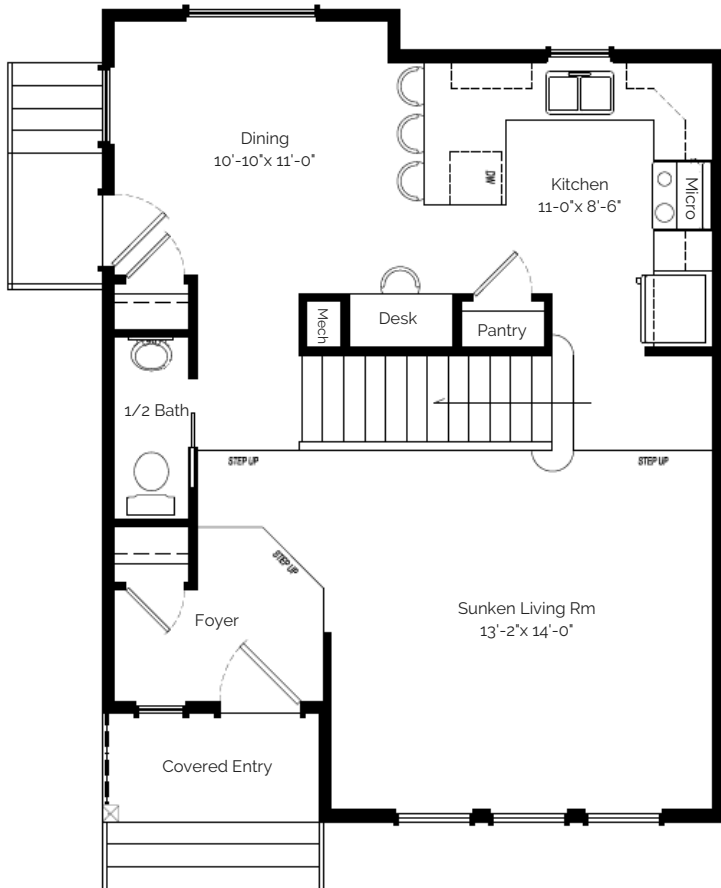 Dining
10'-10"x 11'-0"
Kitchen
11-0"x 8'-6"
DW
Micro
Mech
Desk
Pantry
1/2 Bath
STEP UP
STEP UP
STEP UP
Foyer
Sunken Living Rm
13'-2"x 14'-0"
Covered Entry